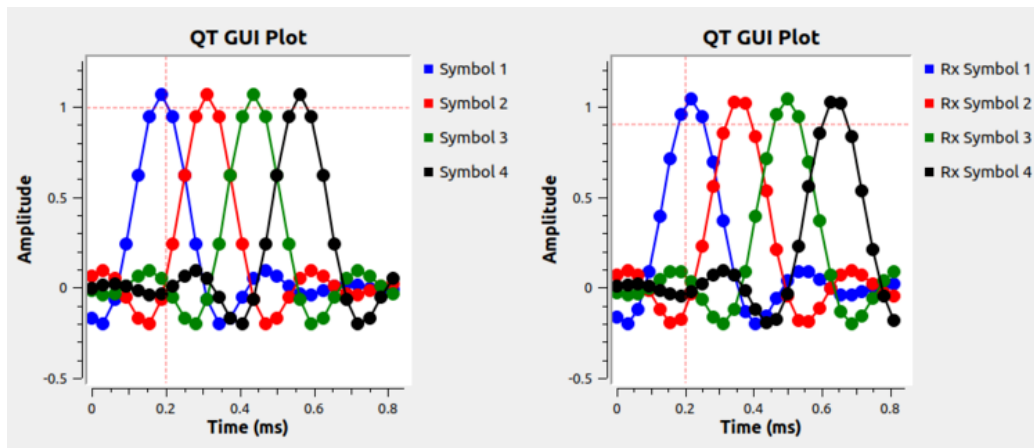 QT GUI Plot
Amplitude
1
0.5
0
-0.5
0
0.2
0.4
0.6
0.8
Time (ms)
Symbol 1
Symbol 2
Symbol 3
Symbol 4
QT GUI Plot
Amplitude
1
0.5
0
-0.5
0
0.2
0.4
0.6
0.8
Time (ms)
Rx Symbol 1
Rx Symbol 2
Rx Symbol 3
Rx Symbol 4